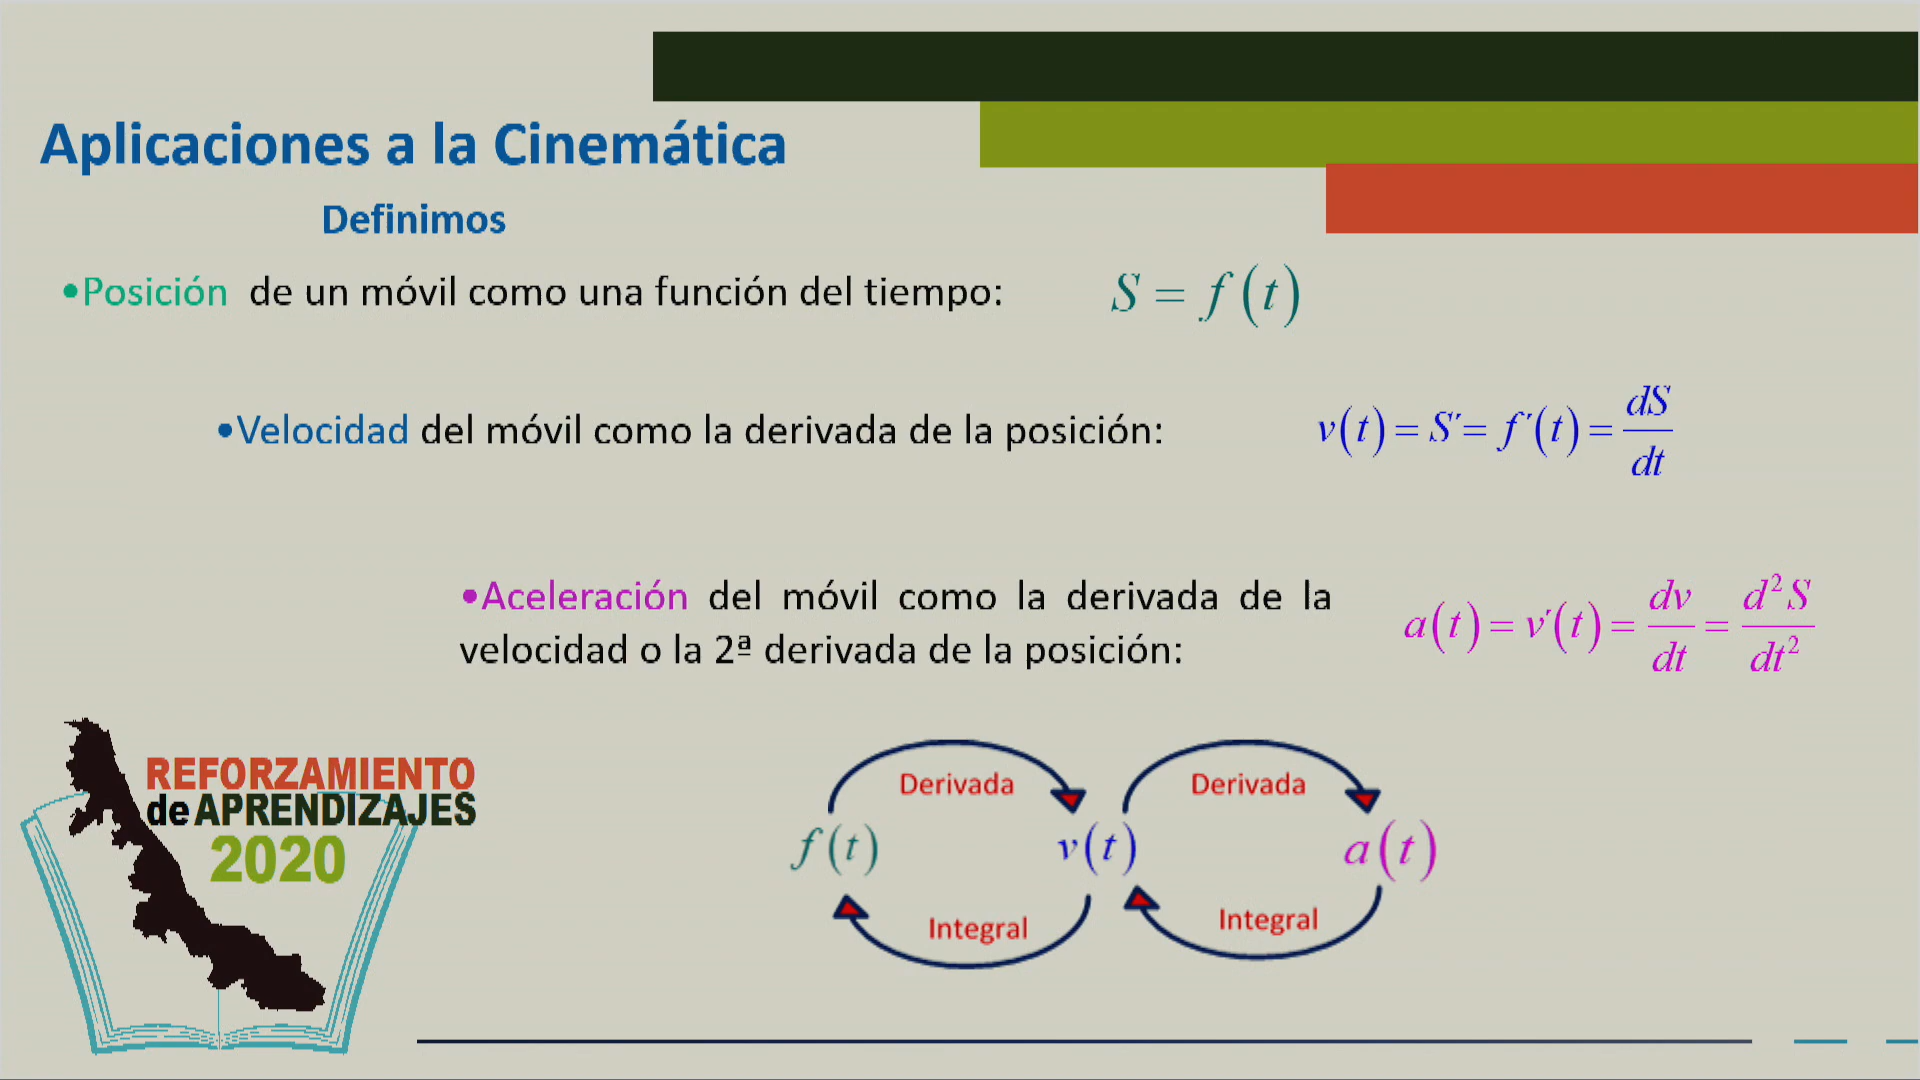 Aplicaciones a la Cinemática
Definimos
•Posición de un móvil como una función del tiempo: S = f(t)
•Velocidad del móvil como la derivada de la posición: v(t) = S′ = f′(t) = dS/dt
•Aceleración del móvil como la derivada de la
velocidad o la 2ª derivada de la posición: a(t) = v′(t) = dv/dt = d²S/dt²
REFORZAMIENTO
de APRENDIZAJES
2020
Derivada Derivada
f(t) v(t) a(t)
Integral Integral